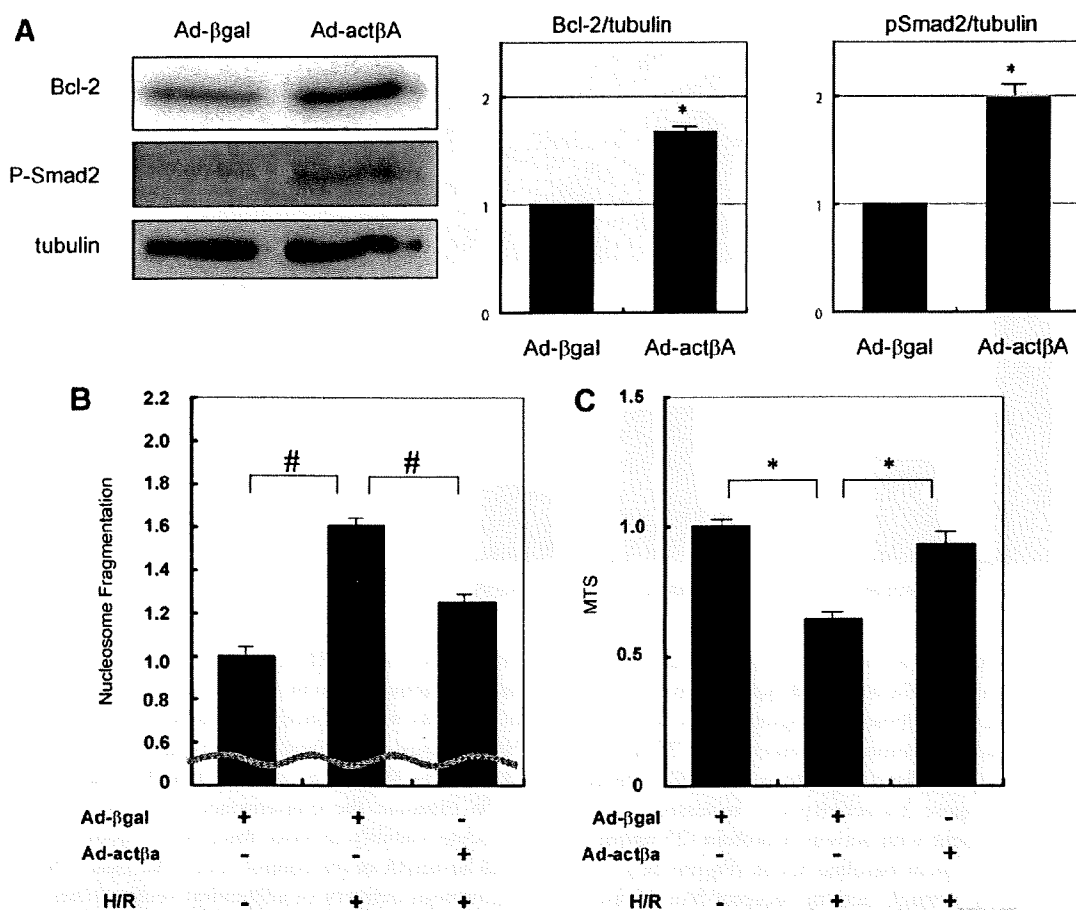 A
Ad-βgal Ad-actβA
Bcl-2
P-Smad2
tubulin
Bcl-2/tubulin
2
1
0
*
Ad-βgal Ad-actβA
pSmad2/tubulin
2
1
0
*
Ad-βgal Ad-actβA
B
Nucleosome Fragmentation
2.2
2.0
1.8
1.6
1.4
1.2
1.0
0.6
0
# #
Ad-βgal + + -
Ad-actβa - - +
H/R - + +
C
MTS
1.5
1.0
0.5
0
* *
Ad-βgal + + -
Ad-actβa - - +
H/R - + +